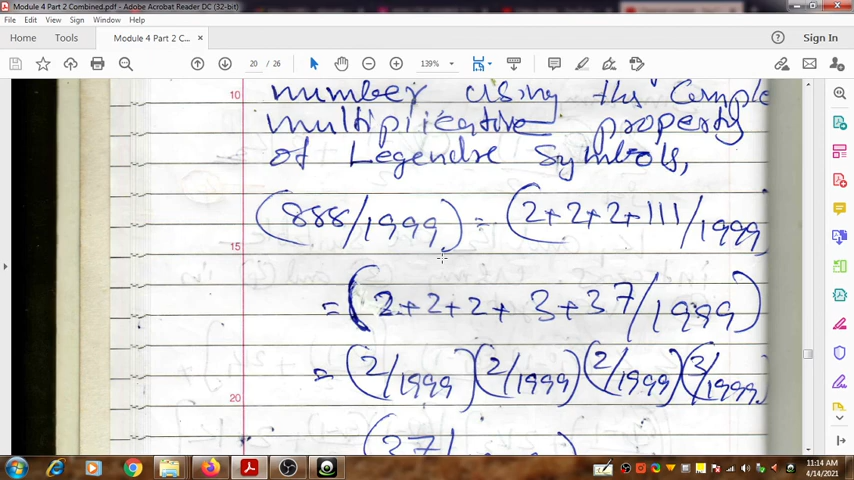 Module 4 Part 2 Combined.pdf - Adobe Acrobat Reader DC (32-bit)
File Edit View Sign Window Help
Home Tools Module 4 Part 2 C... × Sign In
20 / 26 139%
10 number using the Comple
multiplicative property
of Legendre Symbols,
(888/1999) = (2+2+2+111/1999)
15
= (2+2+2+3+37/1999)
= (2/1999)(2/1999)(2/1999)(3/1999)
20
(37/
11:14 AM
4/14/2021